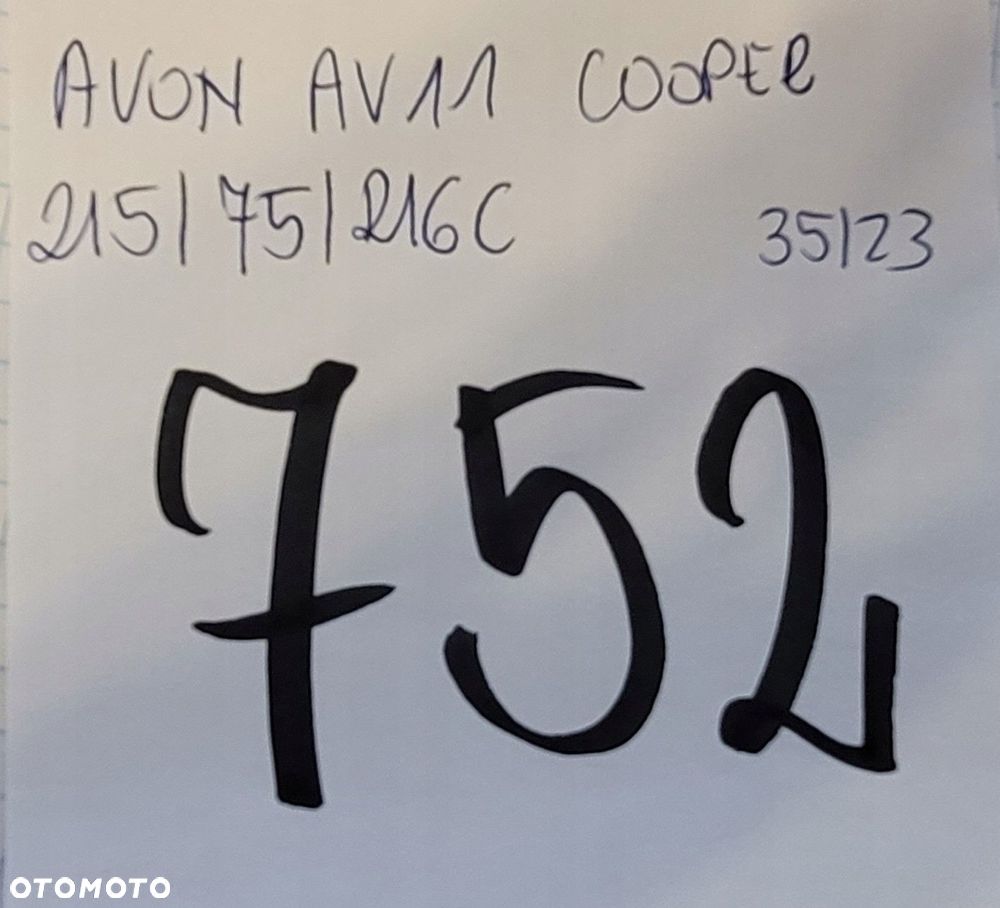 AVON AV11 COOPER
215/75/R16C 35/23
752
OTOMOTO